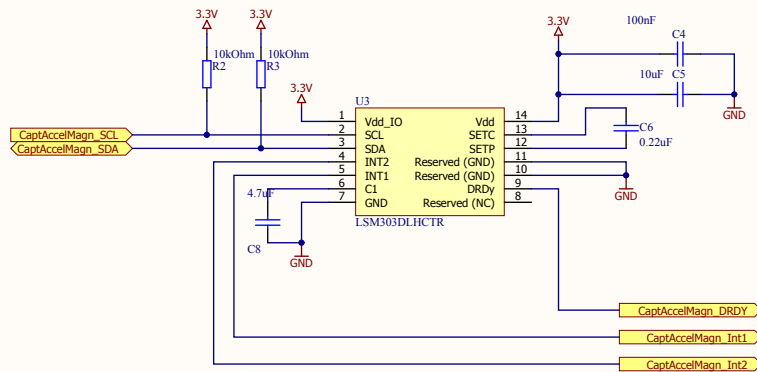 3.3V
3.3V
10kOhm
R2
10kOhm
R3
3.3V
3.3V
100nF
C4
10uF
C5
GND
U3
1 Vdd_IO
2 SCL
3 SDA
4 INT2
5 INT1
6 C1
7 GND
Vdd 14
SETC 13
SETP 12
Reserved (GND) 11
Reserved (GND) 10
DRDy 9
Reserved (NC) 8
LSM303DLHCTR
CaptAccelMagn_SCL
CaptAccelMagn_SDA
C6
0.22uF
GND
4.7uF
C8
GND
CaptAccelMagn_DRDY
CaptAccelMagn_Int1
CaptAccelMagn_Int2